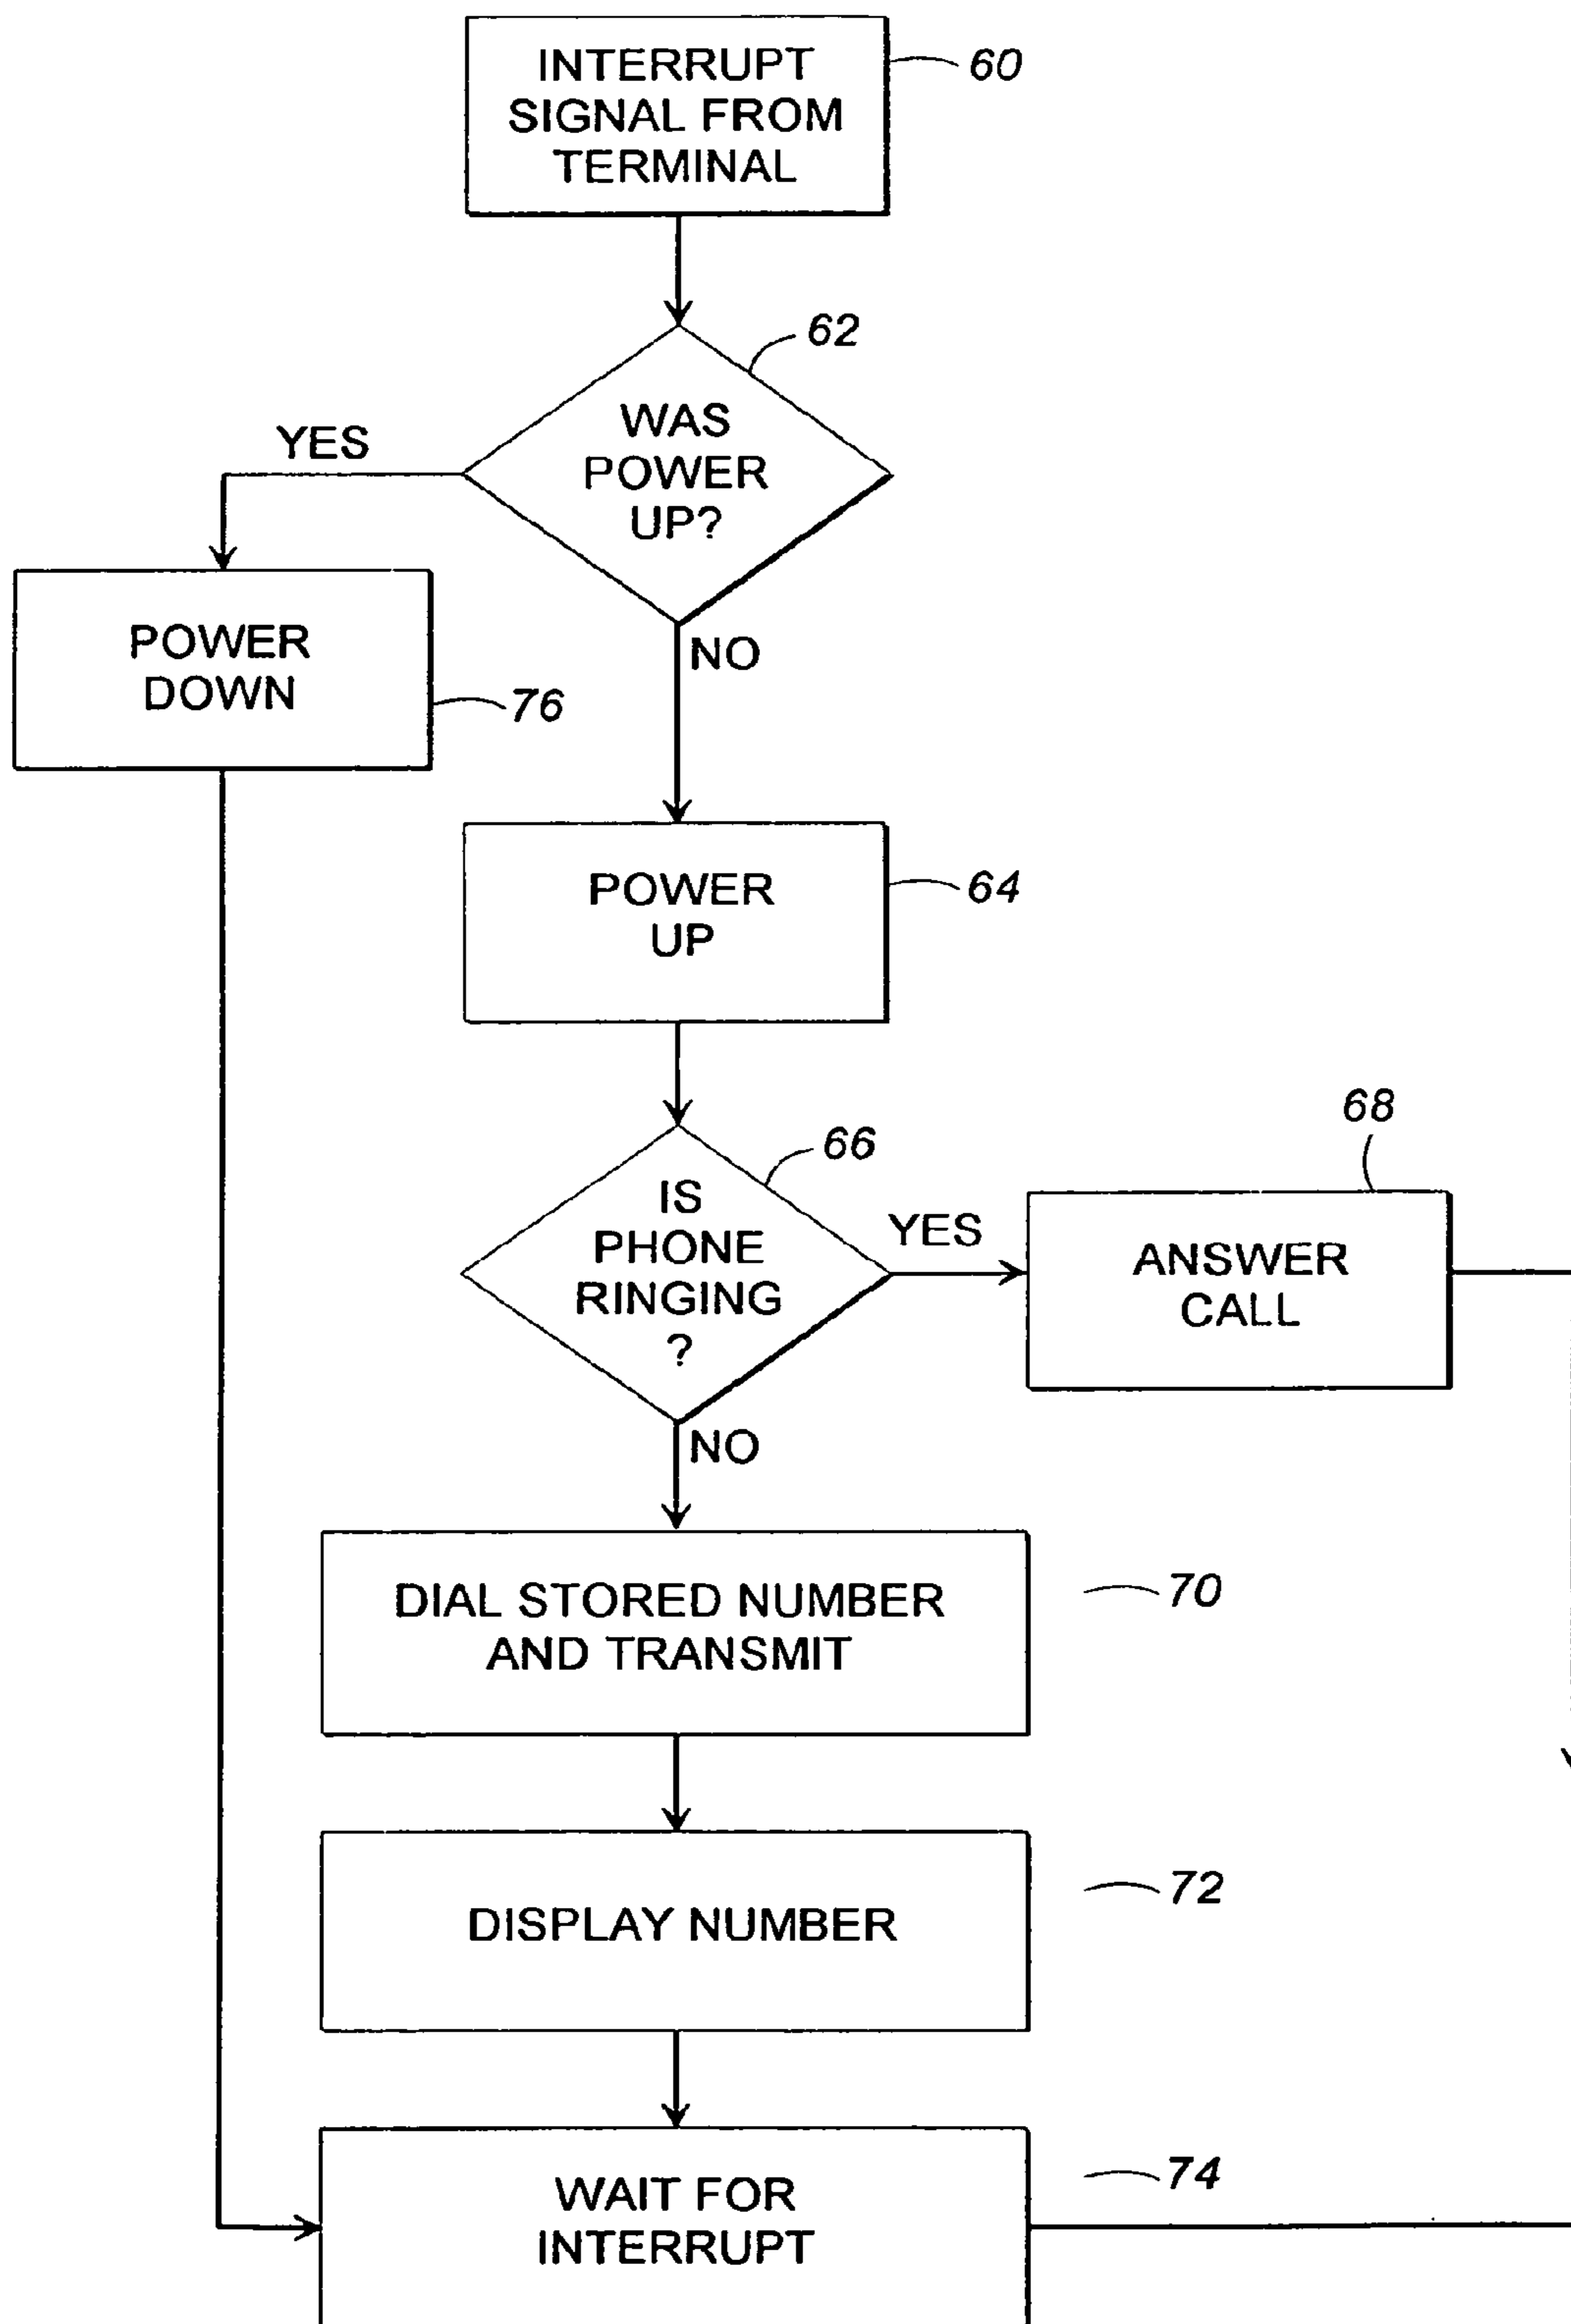 INTERRUPT
SIGNAL FROM
TERMINAL
60
62
WAS
POWER
UP?
YES
NO
POWER
DOWN
76
POWER
UP
64
66
IS
PHONE
RINGING
?
YES
68
ANSWER
CALL
NO
DIAL STORED NUMBER
AND TRANSMIT
70
DISPLAY NUMBER
72
WAIT FOR
INTERRUPT
74